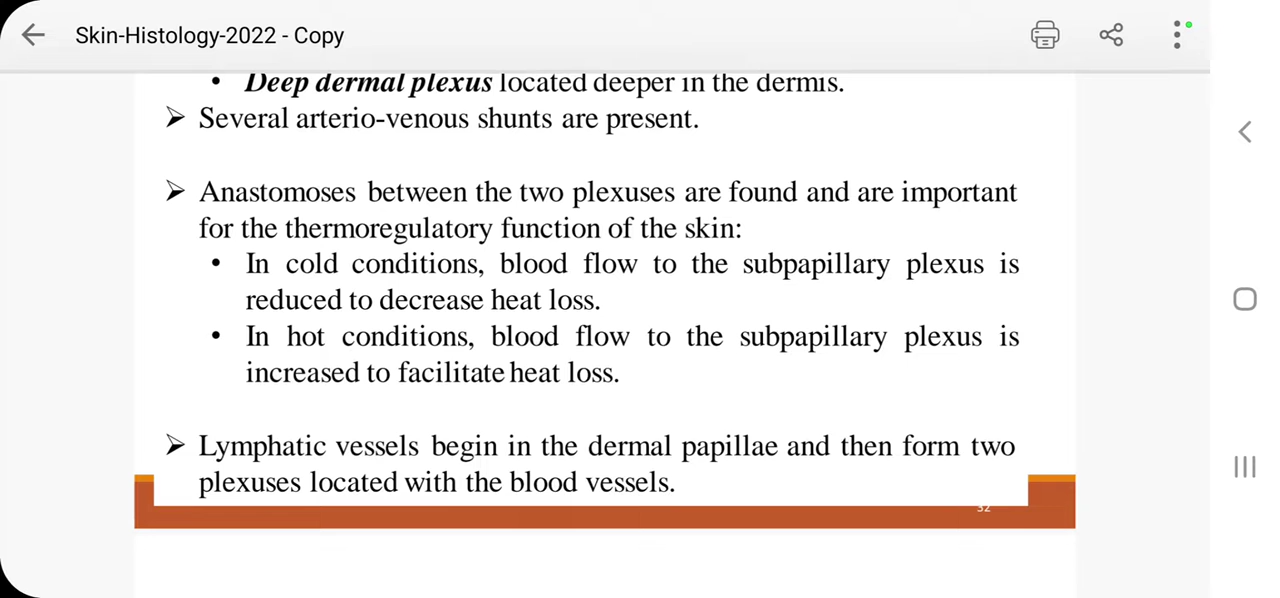 Skin-Histology-2022 - Copy
• Deep dermal plexus located deeper in the dermis.
➢ Several arterio-venous shunts are present.
➢ Anastomoses between the two plexuses are found and are important
for the thermoregulatory function of the skin:
• In cold conditions, blood flow to the subpapillary plexus is
reduced to decrease heat loss.
• In hot conditions, blood flow to the subpapillary plexus is
increased to facilitate heat loss.
➢ Lymphatic vessels begin in the dermal papillae and then form two
plexuses located with the blood vessels.
32